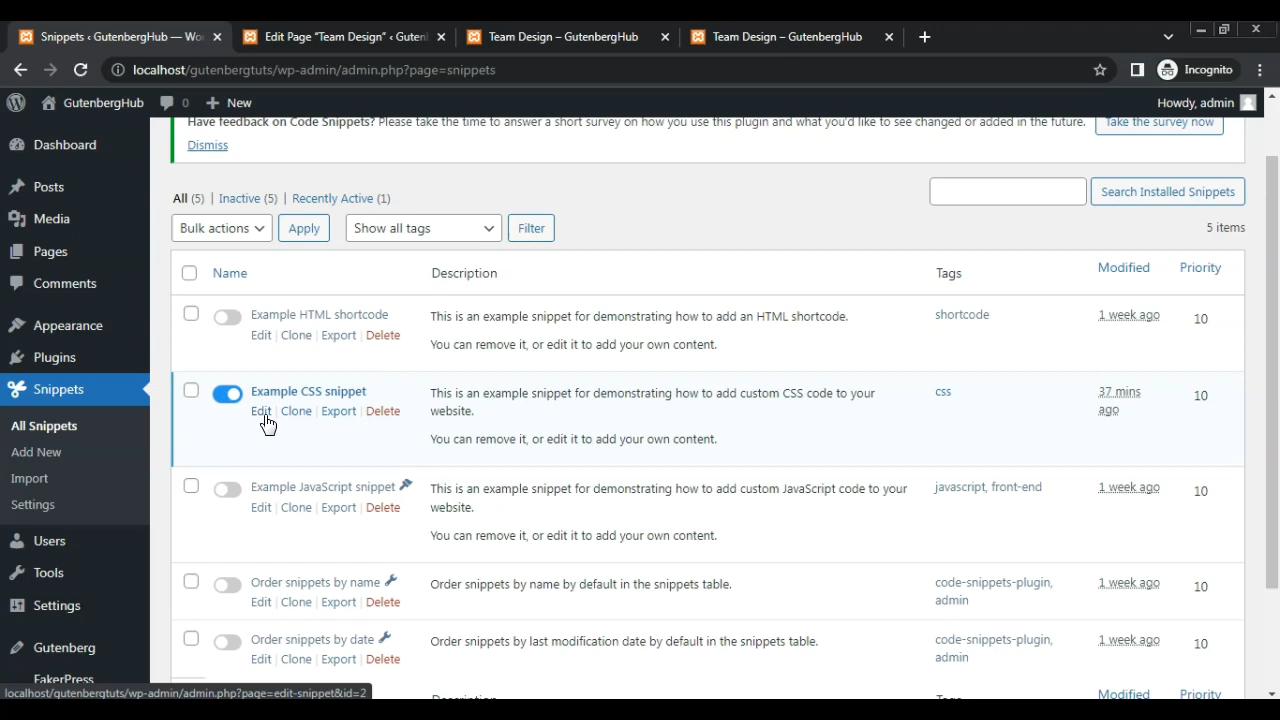 Snippets ‹ GutenbergHub — Wo
Edit Page “Team Design” ‹ Guten
Team Design – GutenbergHub
Team Design – GutenbergHub
localhost/gutenbergtuts/wp-admin/admin.php?page=snippets
Incognito
GutenbergHub
0
New
Howdy, admin
Dashboard
Posts
Media
Pages
Comments
Appearance
Plugins
Snippets
All Snippets
Add New
Import
Settings
Users
Tools
Settings
Gutenberg
FakerPress
Have feedback on Code Snippets? Please take the time to answer a short survey on how you use this plugin and what you'd like to see changed or added in the future.
Take the survey now
Dismiss
All (5) | Inactive (5) | Recently Active (1)
Search Installed Snippets
Bulk actions
Apply
Show all tags
Filter
5 items
Name
Description
Tags
Modified
Priority
Example HTML shortcode
Edit | Clone | Export | Delete
This is an example snippet for demonstrating how to add an HTML shortcode.
You can remove it, or edit it to add your own content.
shortcode
1 week ago
10
Example CSS snippet
Edit | Clone | Export | Delete
This is an example snippet for demonstrating how to add custom CSS code to your
website.
You can remove it, or edit it to add your own content.
css
37 mins
ago
10
Example JavaScript snippet
Edit | Clone | Export | Delete
This is an example snippet for demonstrating how to add custom JavaScript code to your
website.
You can remove it, or edit it to add your own content.
javascript, front-end
1 week ago
10
Order snippets by name
Edit | Clone | Export | Delete
Order snippets by name by default in the snippets table.
code-snippets-plugin,
admin
1 week ago
10
Order snippets by date
Edit | Clone | Export | Delete
Order snippets by last modification date by default in the snippets table.
code-snippets-plugin,
admin
1 week ago
10
Description
Tags
Modified
Priority
localhost/gutenbergtuts/wp-admin/admin.php?page=edit-snippet&id=2